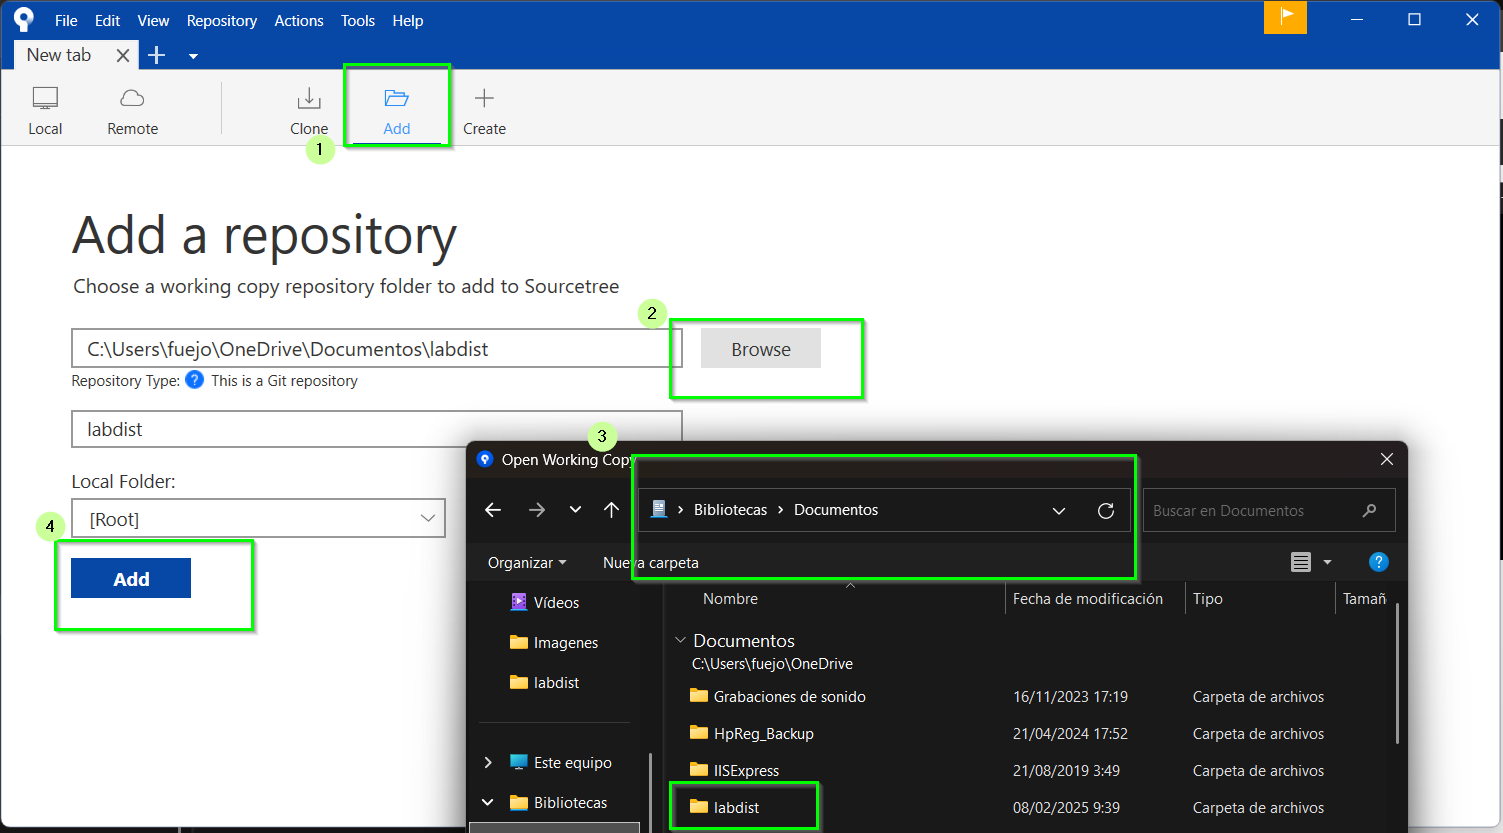 File Edit View Repository Actions Tools Help
New tab
Local Remote Clone Add Create
1
Add a repository
Choose a working copy repository folder to add to Sourcetree
2
C:\Users\fuejo\OneDrive\Documentos\labdist Browse
Repository Type: ? This is a Git repository
labdist
3
Open Working Copy
Local Folder:
[Root]
4
Add
Bibliotecas Documentos Buscar en Documentos
Organizar Nueva carpeta ?
Nombre Fecha de modificación Tipo Tamañ
Vídeos
Imagenes
labdist
Este equipo
Bibliotecas
Documentos
C:\Users\fuejo\OneDrive
Grabaciones de sonido 16/11/2023 17:19 Carpeta de archivos
HpReg_Backup 21/04/2024 17:52 Carpeta de archivos
IISExpress 21/08/2019 3:49 Carpeta de archivos
labdist 08/02/2025 9:39 Carpeta de archivos